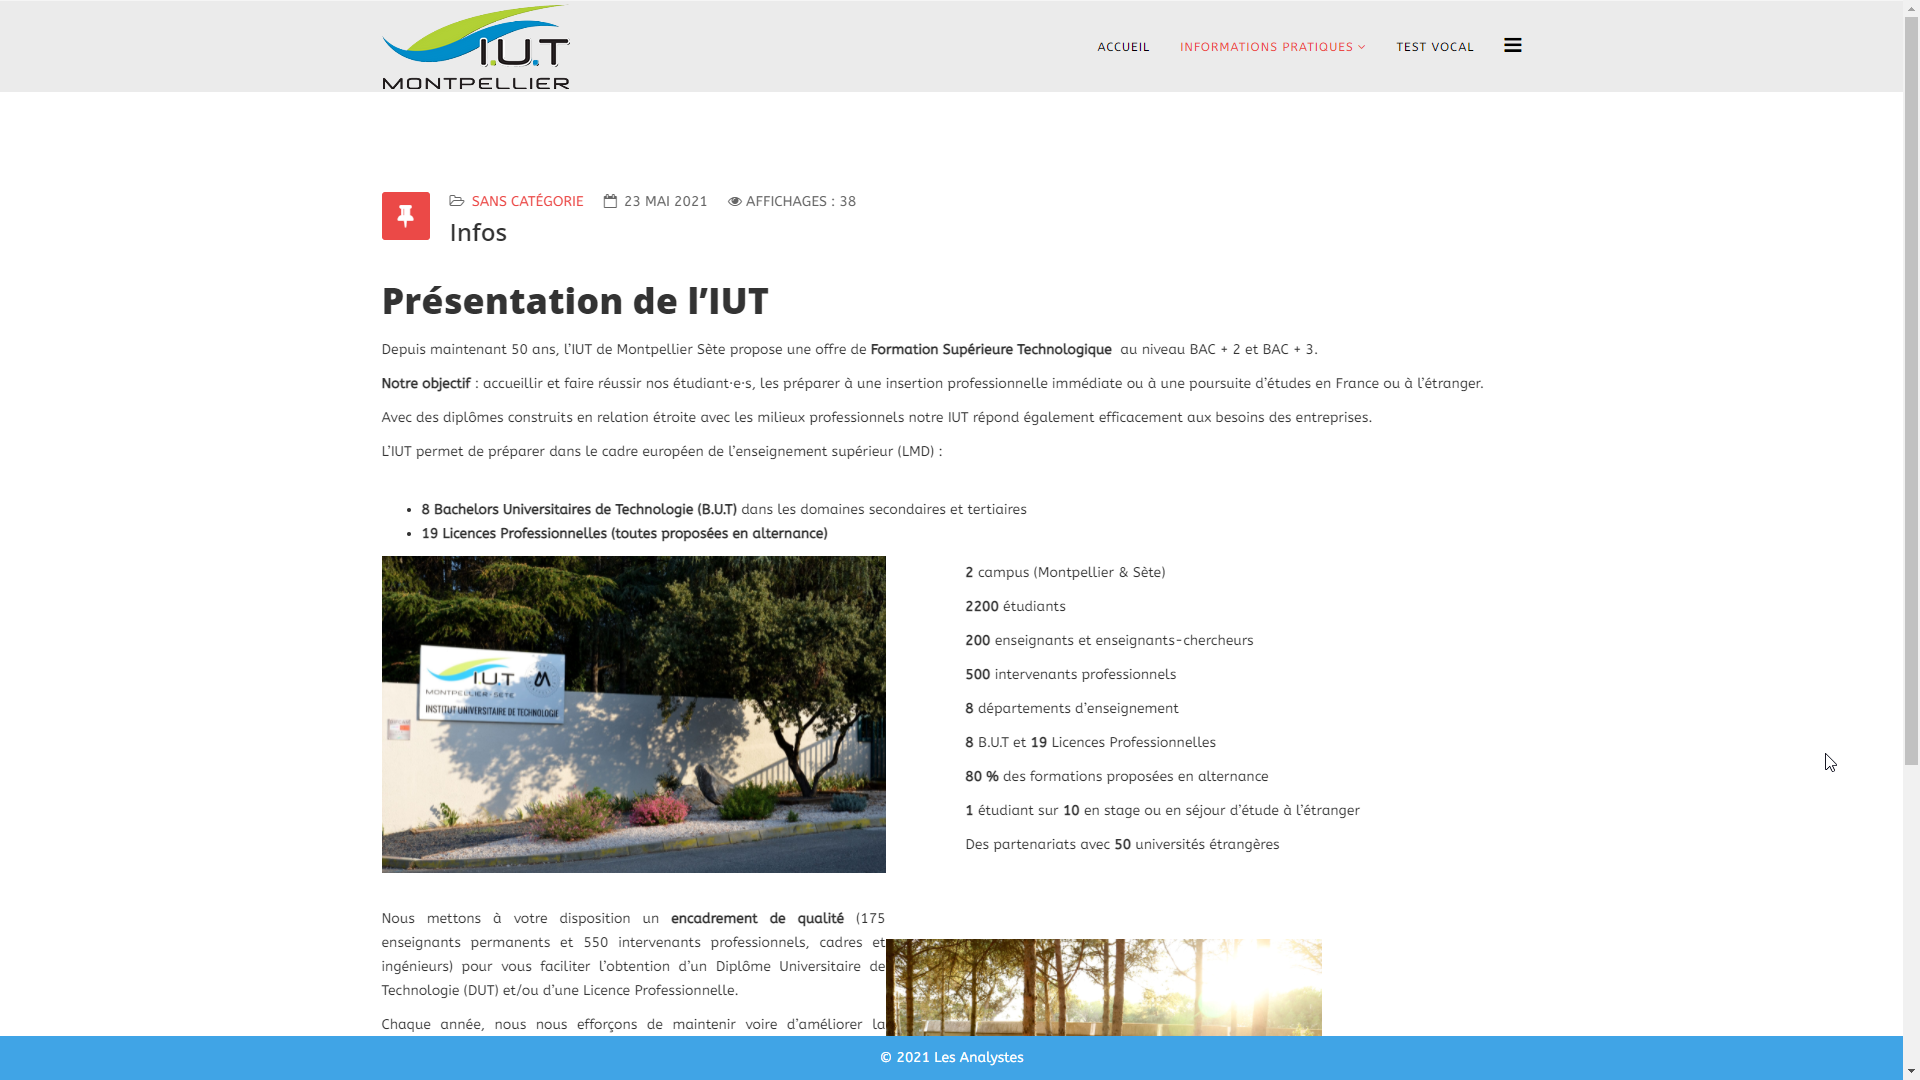 I.U.T
MONTPELLIER
ACCUEIL
INFORMATIONS PRATIQUES
TEST VOCAL
SANS CATÉGORIE
23 MAI 2021
AFFICHAGES : 38
Infos
Présentation de l’IUT
Depuis maintenant 50 ans, l’IUT de Montpellier Sète propose une offre de Formation Supérieure Technologique au niveau BAC + 2 et BAC + 3.
Notre objectif : accueillir et faire réussir nos étudiant·e·s, les préparer à une insertion professionnelle immédiate ou à une poursuite d’études en France ou à l’étranger.
Avec des diplômes construits en relation étroite avec les milieux professionnels notre IUT répond également efficacement aux besoins des entreprises.
L’IUT permet de préparer dans le cadre européen de l’enseignement supérieur (LMD) :
• 8 Bachelors Universitaires de Technologie (B.U.T) dans les domaines secondaires et tertiaires
• 19 Licences Professionnelles (toutes proposées en alternance)
I.U.T
MONTPELLIER-SÈTE
INSTITUT UNIVERSITAIRE DE TECHNOLOGIE
2 campus (Montpellier & Sète)
2200 étudiants
200 enseignants et enseignants-chercheurs
500 intervenants professionnels
8 départements d’enseignement
8 B.U.T et 19 Licences Professionnelles
80 % des formations proposées en alternance
1 étudiant sur 10 en stage ou en séjour d’étude à l’étranger
Des partenariats avec 50 universités étrangères
Nous mettons à votre disposition un encadrement de qualité (175
enseignants permanents et 550 intervenants professionnels, cadres et
ingénieurs) pour vous faciliter l’obtention d’un Diplôme Universitaire de
Technologie (DUT) et/ou d’une Licence Professionnelle.
Chaque année, nous nous efforçons de maintenir voire d’améliorer la
© 2021 Les Analystes